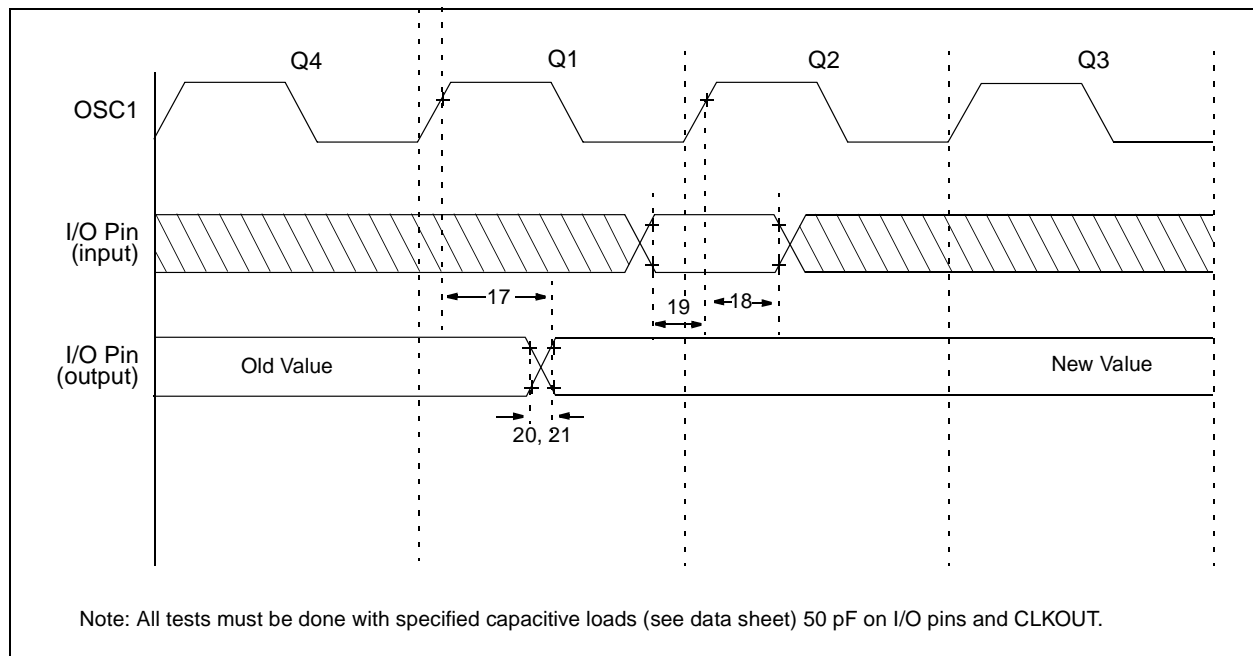 Q4 Q1 Q2 Q3
OSC1
I/O Pin
(input)
17 19 18
I/O Pin
(output)
Old Value New Value
20, 21
Note: All tests must be done with specified capacitive loads (see data sheet) 50 pF on I/O pins and CLKOUT.